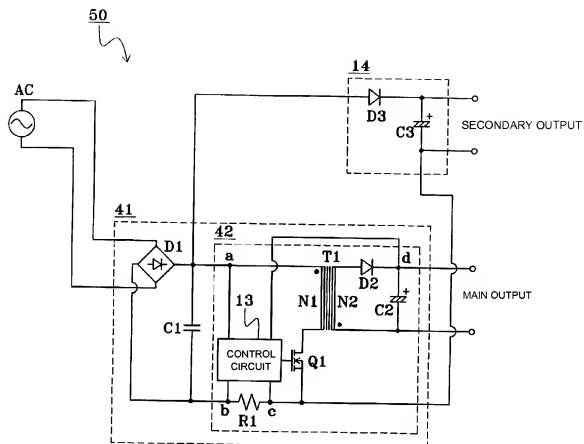 50
AC
14
D3
+
C3
SECONDARY OUTPUT
41
D1
42
a
T1
D2
d
+
N1
N2
C2
MAIN OUTPUT
C1
13
CONTROL
CIRCUIT
Q1
b
R1
c